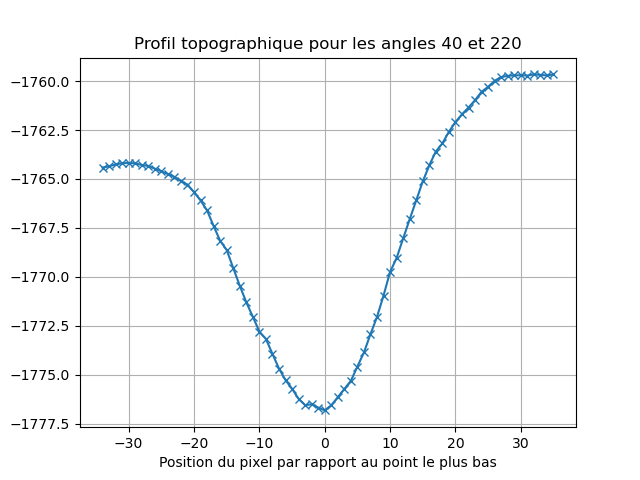 Profil topographique pour les angles 40 et 220
−1760.0
−1762.5
−1765.0
−1767.5
−1770.0
−1772.5
−1775.0
−1777.5
−30 −20 −10 0 10 20 30
Position du pixel par rapport au point le plus bas